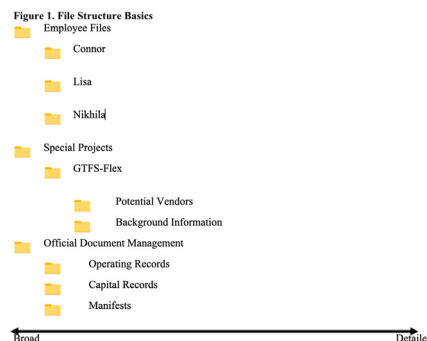 Figure 1. File Structure Basics
Employee Files
Connor
Lisa
Nikhila
Special Projects
GTFS-Flex
Potential Vendors
Background Information
Official Document Management
Operating Records
Capital Records
Manifests
Broad Detaile